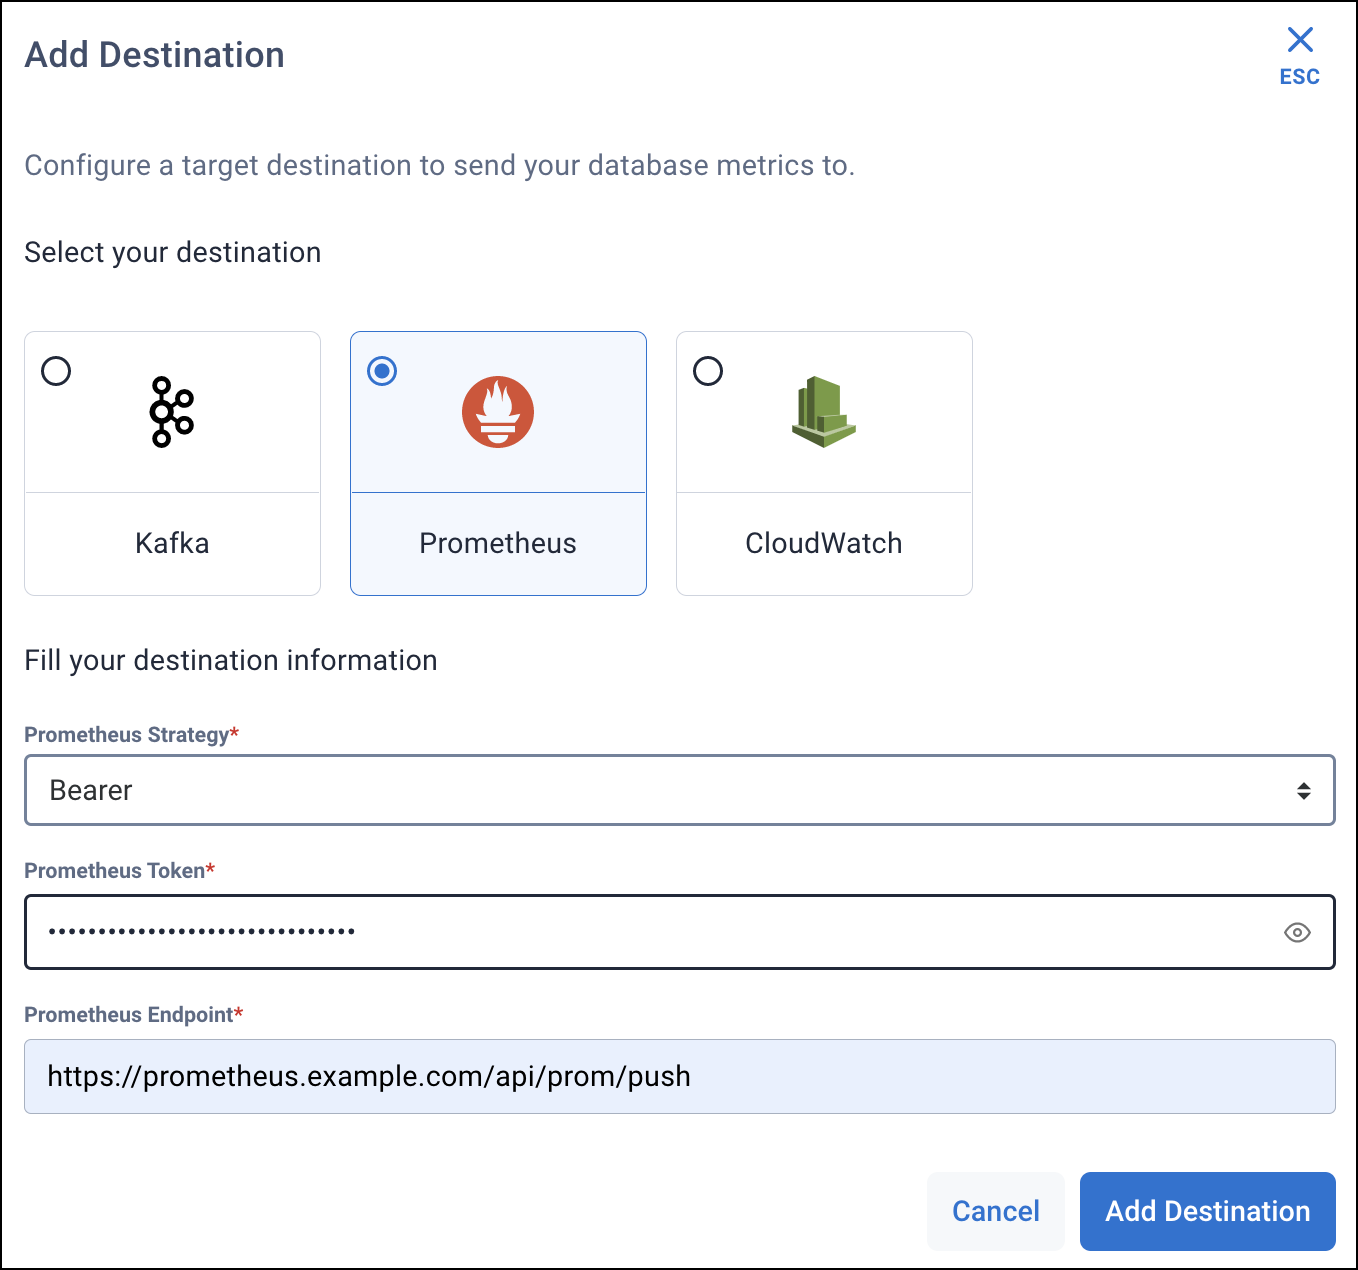 Add Destination
ESC
Configure a target destination to send your database metrics to.
Select your destination
Kafka
Prometheus
CloudWatch
Fill your destination information
Prometheus Strategy*
Bearer
Prometheus Token*
•••••••••••••••••••••••••••••••
Prometheus Endpoint*
https://prometheus.example.com/api/prom/push
Cancel
Add Destination